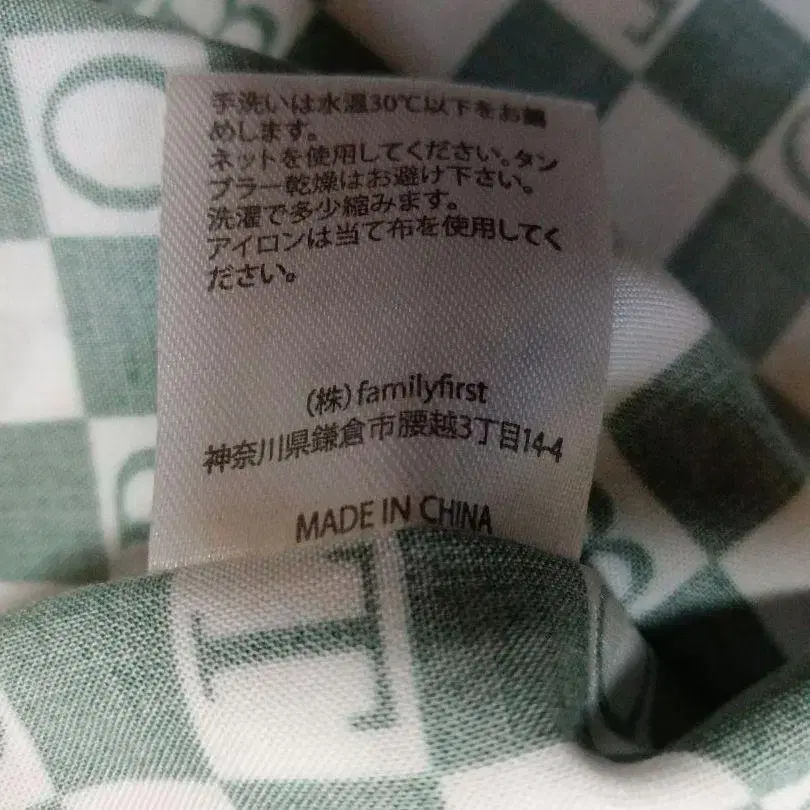 手洗いは水温30℃以下をお勧
めします。
ネットを使用してください。タン
ブラー乾燥はお避け下さい。
洗濯で多少縮みます。
アイロンは当て布を使用してく
ださい。
(株)familyfirst
神奈川県鎌倉市腰越3丁目14-4
MADE IN CHINA